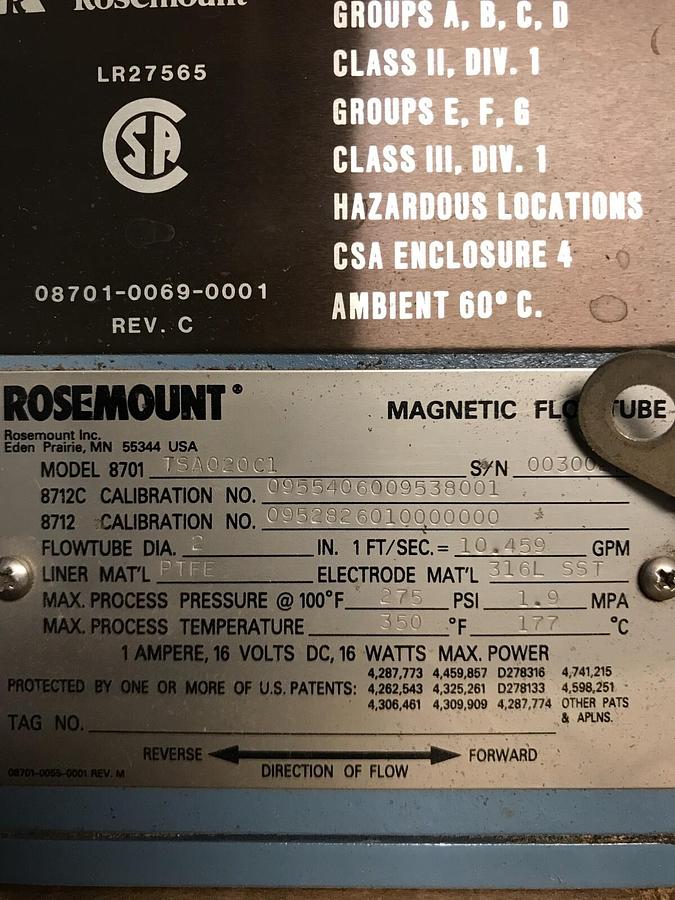 Rosemount
GROUPS A, B, C, D
LR27565
CLASS II, DIV. 1
GROUPS E, F, G
CLASS III, DIV. 1
HAZARDOUS LOCATIONS
CSA ENCLOSURE 4
08701-0069-0001
REV. C
AMBIENT 60° C.
ROSEMOUNT®
MAGNETIC FLO TUBE
Rosemount Inc.
Eden Prairie, MN 55344 USA
MODEL 8701 TSA020C1 S/N 00300
8712C CALIBRATION NO. 0955406009538001
8712 CALIBRATION NO. 0952826010000000
FLOWTUBE DIA. 2 IN. 1 FT/SEC. = 10.459 GPM
LINER MAT'L PTFE ELECTRODE MAT'L 316L SST
MAX. PROCESS PRESSURE @ 100°F 275 PSI 1.9 MPA
MAX. PROCESS TEMPERATURE 350 °F 177 °C
1 AMPERE, 16 VOLTS DC, 16 WATTS MAX. POWER
PROTECTED BY ONE OR MORE OF U.S. PATENTS:
4,287,773 4,459,857 D278316 4,741,215
4,262,543 4,325,261 D278133 4,598,251
4,306,461 4,309,909 4,287,774 OTHER PATS
& APLNS.
TAG NO.
REVERSE FORWARD
DIRECTION OF FLOW
08701-0055-0001 REV. M